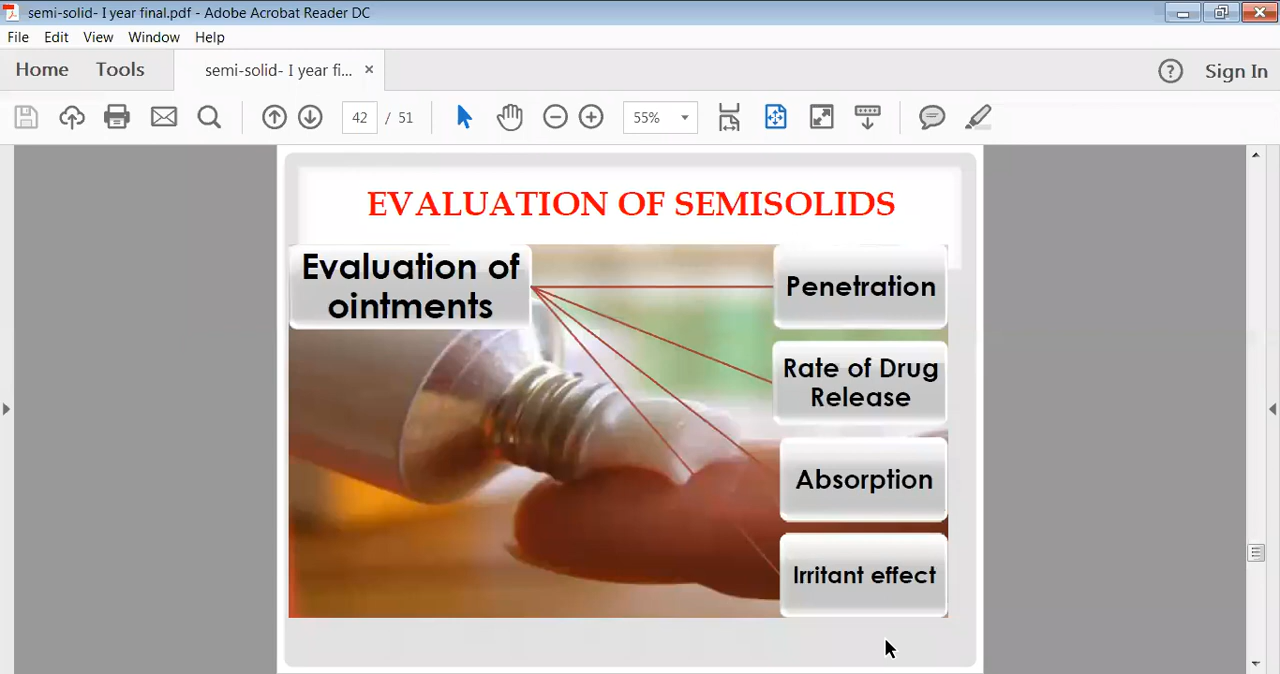 semi-solid- I year final.pdf - Adobe Acrobat Reader DC
File Edit View Window Help
Home Tools semi-solid- I year fi... × ? Sign In
42 / 51 55%
EVALUATION OF SEMISOLIDS
Evaluation of
ointments
Penetration
Rate of Drug
Release
Absorption
Irritant effect